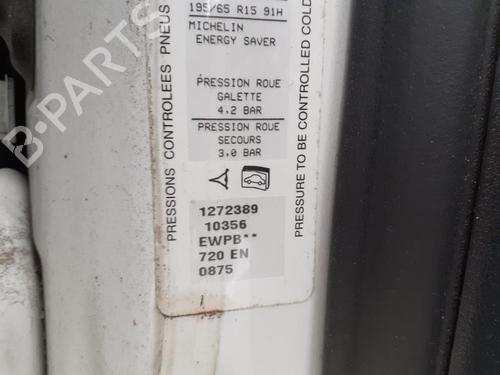 195/65 R15 91H
MICHELIN
ENERGY SAVER
PRESSION ROUE
GALETTE
4.2 BAR
PRESSION ROUE
SECOURS
3.0 BAR
1272389
10356
EWPB**
720 EN
0875
PRESSIONS CONTROLEES PNEUS
PRESSURE TO BE CONTROLLED COLD
B-PARTS